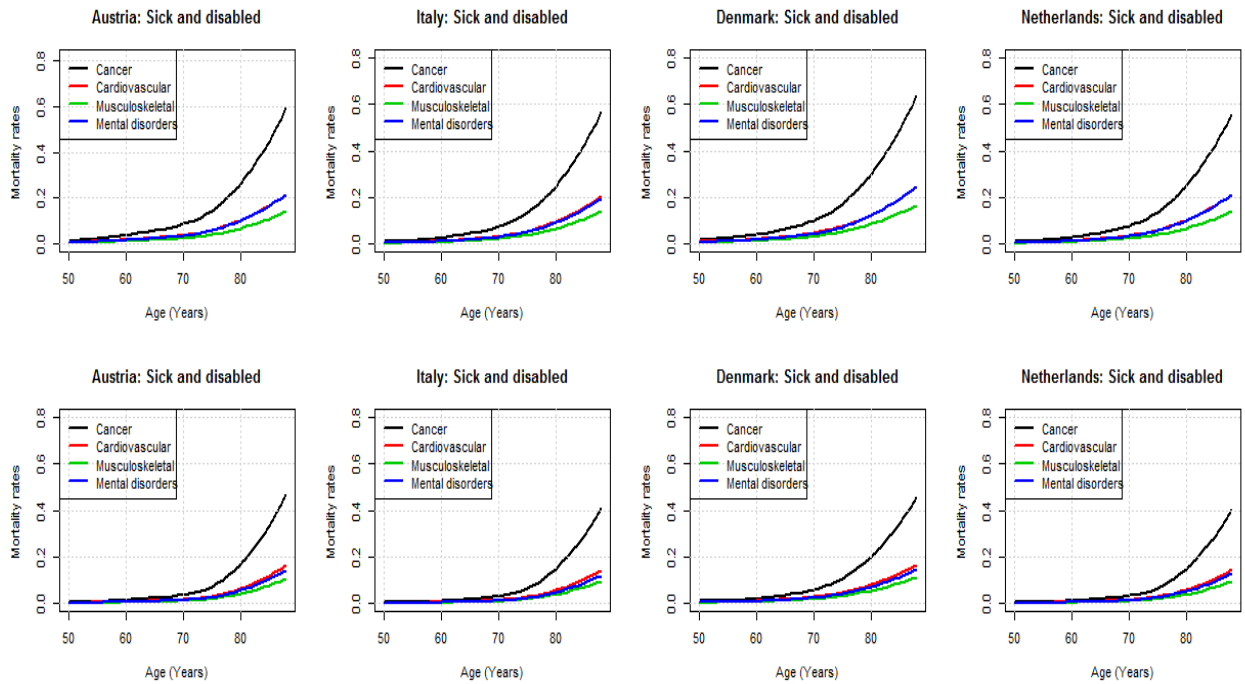 Austria: Sick and disabled
Mortality rates
0.0 0.2 0.4 0.6 0.8
Cancer
Cardiovascular
Musculoskeletal
Mental disorders
50 60 70 80
Age (Years)
Italy: Sick and disabled
Mortality rates
0.0 0.2 0.4 0.6 0.8
Cancer
Cardiovascular
Musculoskeletal
Mental disorders
50 60 70 80
Age (Years)
Denmark: Sick and disabled
Mortality rates
0.0 0.2 0.4 0.6 0.8
Cancer
Cardiovascular
Musculoskeletal
Mental disorders
50 60 70 80
Age (Years)
Netherlands: Sick and disabled
Mortality rates
0.0 0.2 0.4 0.6 0.8
Cancer
Cardiovascular
Musculoskeletal
Mental disorders
50 60 70 80
Age (Years)
Austria: Sick and disabled
Mortality rates
0.0 0.2 0.4 0.6 0.8
Cancer
Cardiovascular
Musculoskeletal
Mental disorders
50 60 70 80
Age (Years)
Italy: Sick and disabled
Mortality rates
0.0 0.2 0.4 0.6 0.8
Cancer
Cardiovascular
Musculoskeletal
Mental disorders
50 60 70 80
Age (Years)
Denmark: Sick and disabled
Mortality rates
0.0 0.2 0.4 0.6 0.8
Cancer
Cardiovascular
Musculoskeletal
Mental disorders
50 60 70 80
Age (Years)
Netherlands: Sick and disabled
Mortality rates
0.0 0.2 0.4 0.6 0.8
Cancer
Cardiovascular
Musculoskeletal
Mental disorders
50 60 70 80
Age (Years)